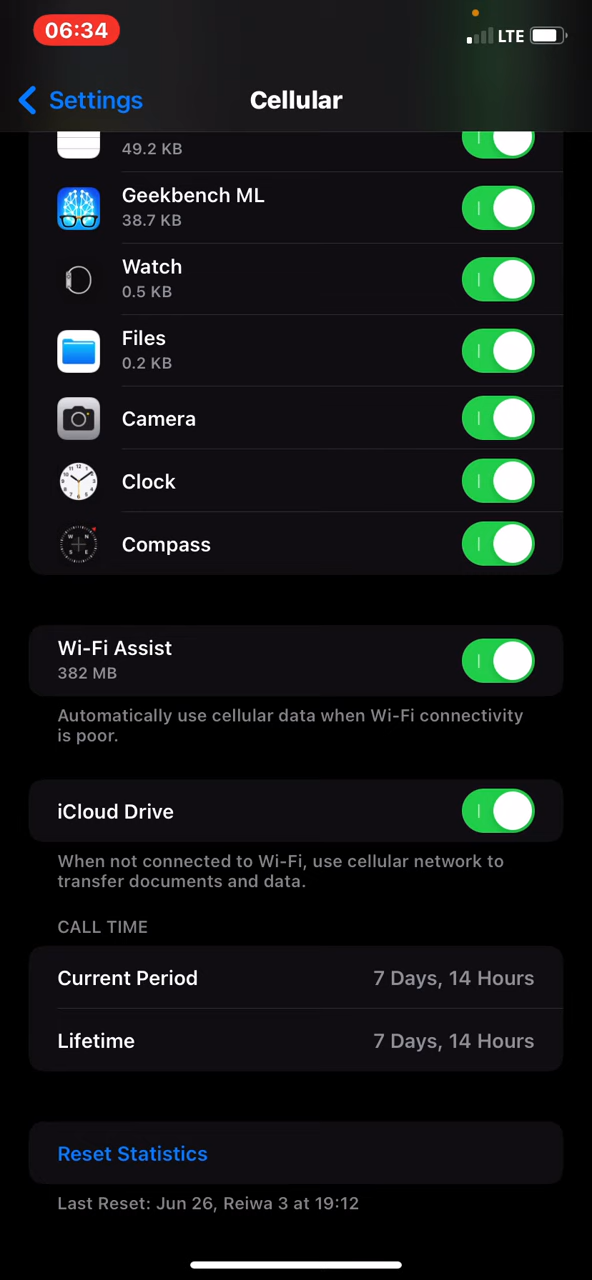 06:34
LTE
Settings
Cellular
49.2 KB
Geekbench ML
38.7 KB
Watch
0.5 KB
Files
0.2 KB
Camera
Clock
Compass
Wi-Fi Assist
382 MB
Automatically use cellular data when Wi-Fi connectivity
is poor.
iCloud Drive
When not connected to Wi-Fi, use cellular network to
transfer documents and data.
CALL TIME
Current Period 7 Days, 14 Hours
Lifetime 7 Days, 14 Hours
Reset Statistics
Last Reset: Jun 26, Reiwa 3 at 19:12